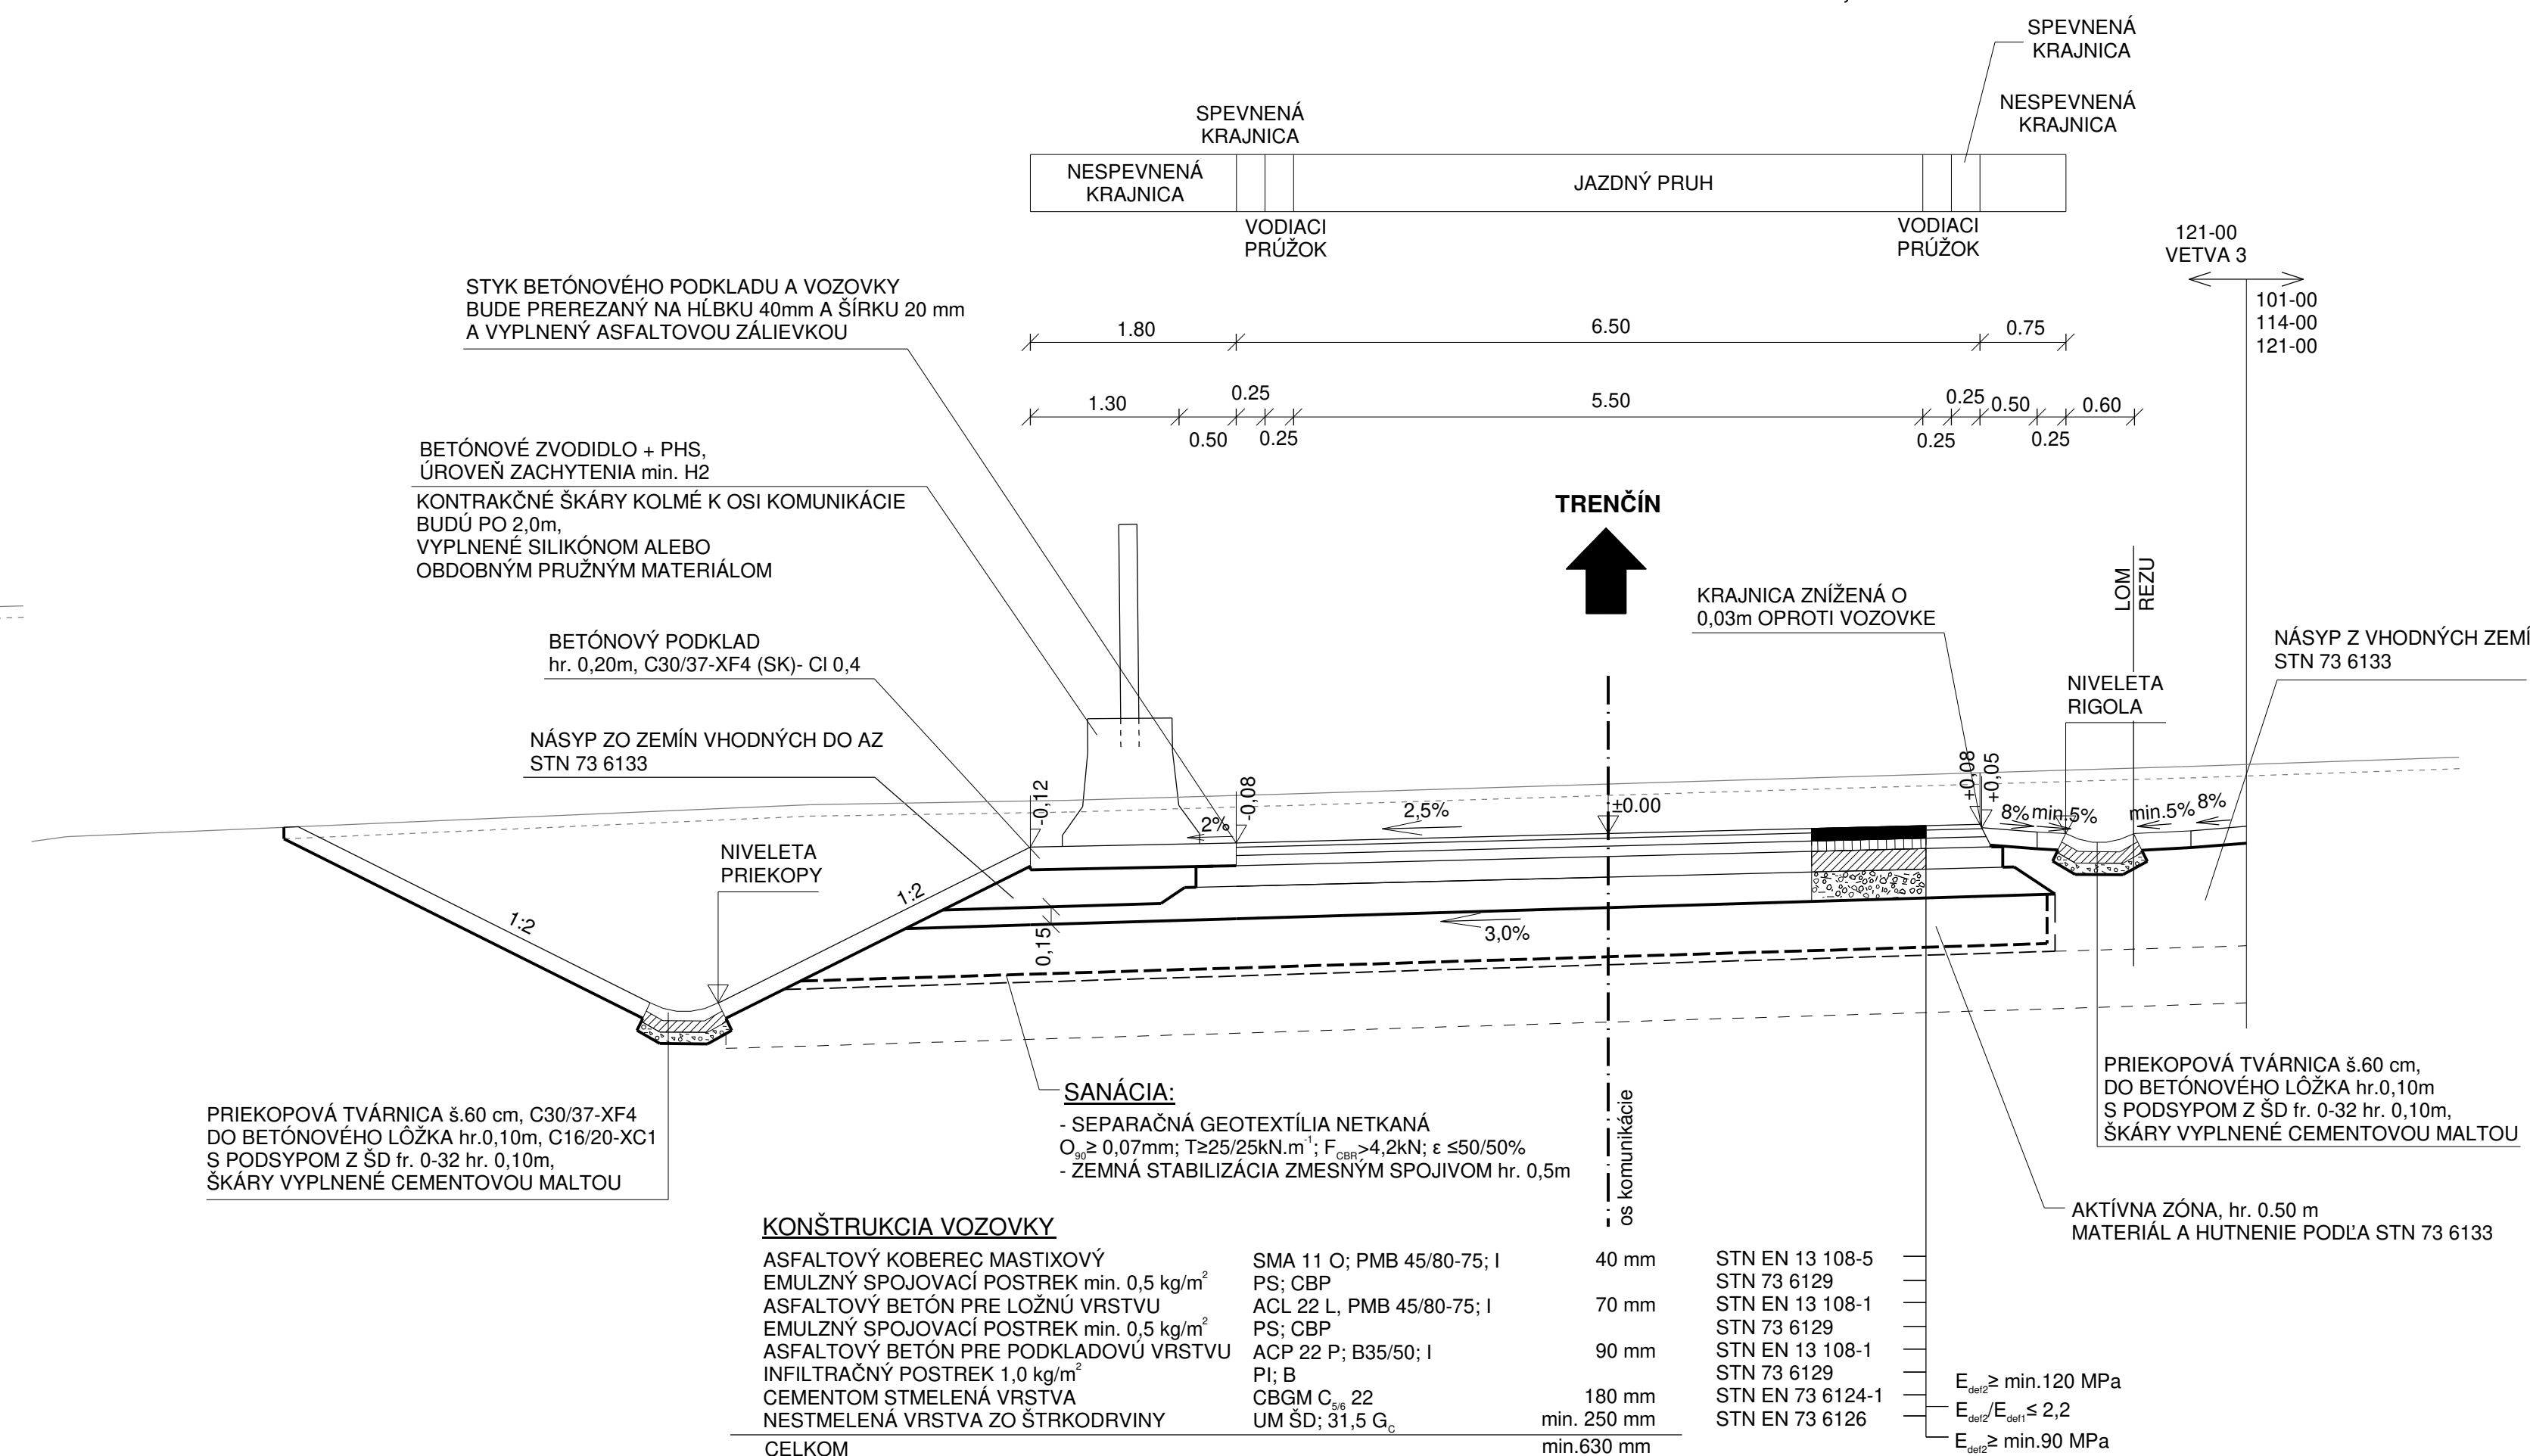 SPEVNENÁ
KRAJNICA
NESPEVNENÁ
KRAJNICA
SPEVNENÁ
KRAJNICA
NESPEVNENÁ
KRAJNICA
JAZDNÝ PRUH
VODIACI
PRÚŽOK
VODIACI
PRÚŽOK
121-00
VETVA 3
101-00
114-00
121-00
STYK BETÓNOVÉHO PODKLADU A VOZOVKY
BUDE PREREZANÝ NA HĹBKU 40mm A ŠÍRKU 20 mm
A VYPLNENÝ ASFALTOVOU ZÁLIEVKOU
1.80
6.50
0.75
1.30
0.50
0.25
0.25
5.50
0.25
0.25
0.50
0.25
0.60
BETÓNOVÉ ZVODIDLO + PHS,
ÚROVEŇ ZACHYTENIA min. H2
KONTRAKČNÉ ŠKÁRY KOLMÉ K OSI KOMUNIKÁCIE
BUDÚ PO 2,0m,
VYPLNENÉ SILIKÓNOM ALEBO
OBDOBNÝM PRUŽNÝM MATERIÁLOM
TRENČÍN
KRAJNICA ZNÍŽENÁ O
0,03m OPROTI VOZOVKE
LOM
REZU
NÁSYP Z VHODNÝCH ZEMÍ
STN 73 6133
BETÓNOVÝ PODKLAD
hr. 0,20m, C30/37-XF4 (SK)- Cl 0,4
NIVELETA
RIGOLA
NÁSYP ZO ZEMÍN VHODNÝCH DO AZ
STN 73 6133
-0,12
-0,08
2%
2,5%
±0.00
+0,08
+0,05
8%
min.5%
min.5%
8%
NIVELETA
PRIEKOPY
1:2
1:2
0,15
3,0%
SANÁCIA:
- SEPARAČNÁ GEOTEXTÍLIA NETKANÁ
O90≥ 0,07mm; T≥25/25kN.m-1; FCBR>4,2kN; ε ≤50/50%
- ZEMNÁ STABILIZÁCIA ZMESNÝM SPOJIVOM hr. 0,5m
os komunikácie
PRIEKOPOVÁ TVÁRNICA š.60 cm, C30/37-XF4
DO BETÓNOVÉHO LÔŽKA hr.0,10m, C16/20-XC1
S PODSYPOM Z ŠD fr. 0-32 hr. 0,10m,
ŠKÁRY VYPLNENÉ CEMENTOVOU MALTOU
PRIEKOPOVÁ TVÁRNICA š.60 cm,
DO BETÓNOVÉHO LÔŽKA hr.0,10m
S PODSYPOM Z ŠD fr. 0-32 hr. 0,10m,
ŠKÁRY VYPLNENÉ CEMENTOVOU MALTOU
AKTÍVNA ZÓNA, hr. 0.50 m
MATERIÁL A HUTNENIE PODĽA STN 73 6133
KONŠTRUKCIA VOZOVKY
ASFALTOVÝ KOBEREC MASTIXOVÝ SMA 11 O; PMB 45/80-75; I 40 mm STN EN 13 108-5
EMULZNÝ SPOJOVACÍ POSTREK min. 0,5 kg/m² PS; CBP STN 73 6129
ASFALTOVÝ BETÓN PRE LOŽNÚ VRSTVU ACL 22 L, PMB 45/80-75; I 70 mm STN EN 13 108-1
EMULZNÝ SPOJOVACÍ POSTREK min. 0,5 kg/m² PS; CBP STN 73 6129
ASFALTOVÝ BETÓN PRE PODKLADOVÚ VRSTVU ACP 22 P; B35/50; I 90 mm STN EN 13 108-1
INFILTRAČNÝ POSTREK 1,0 kg/m² PI; B STN 73 6129
CEMENTOM STMELENÁ VRSTVA CBGM C5/6 22 180 mm STN EN 73 6124-1
NESTMELENÁ VRSTVA ZO ŠTRKODRVINY UM ŠD; 31,5 GC min. 250 mm STN EN 73 6126
CELKOM min.630 mm
Edef2≥ min.120 MPa
Edef2/Edef1≤ 2,2
Edef2≥ min.90 MPa